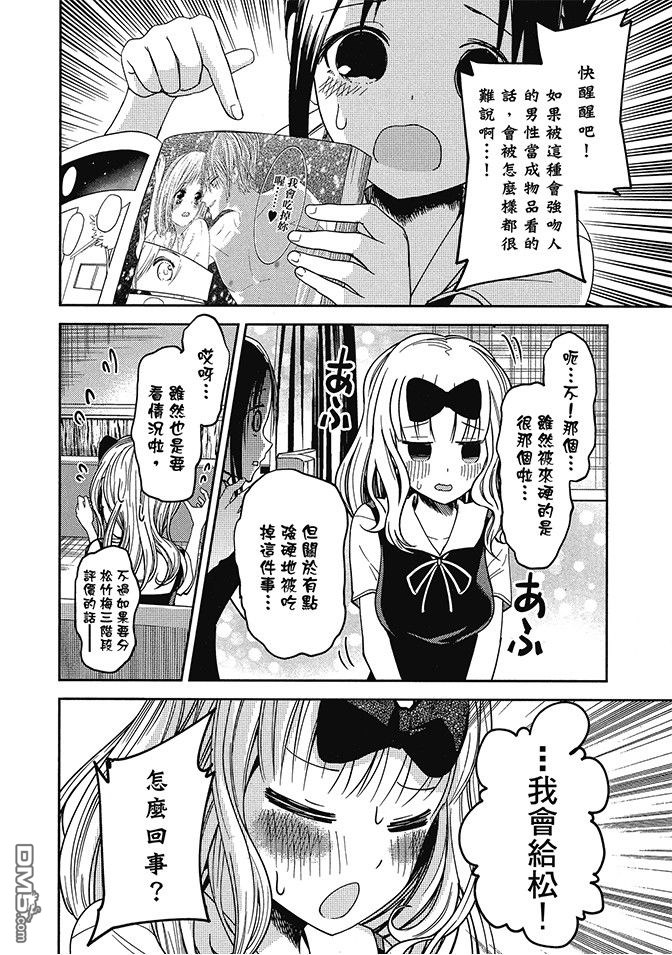 快醒醒吧！
如果被這種會強吻人
的男性當成物品看的
話，會被怎麼樣都很
難說啊…！
我會吃掉妳
喔……♥
呃…不！那個…
雖然被來硬的是
很那個啦…
あふ
あふ
但關於有點
強硬地被吃
掉這件事…
哎呀…
雖然也是要
看情況啦，
不過如果要分
松竹梅三階段
評價的話──
…我會給松！
怎麼回事？
DM5.com